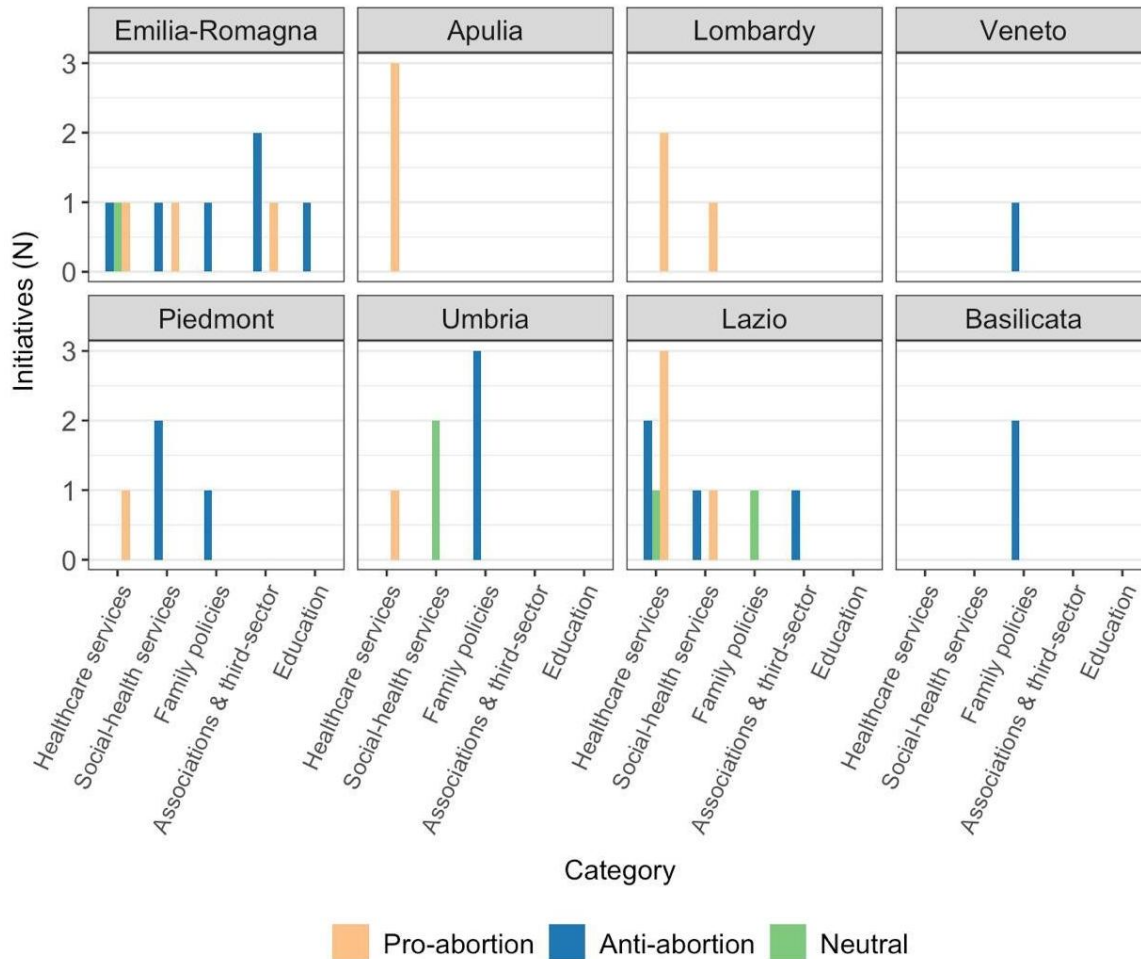 Emilia-Romagna
Apulia
Lombardy
Veneto
3
2
1
0
Piedmont
Umbria
Lazio
Basilicata
3
2
1
0
Initiatives (N)
Healthcare services
Social-health services
Family policies
Associations & third-sector
Education
Healthcare services
Social-health services
Family policies
Associations & third-sector
Education
Healthcare services
Social-health services
Family policies
Associations & third-sector
Education
Healthcare services
Social-health services
Family policies
Associations & third-sector
Education
Category
Pro-abortion
Anti-abortion
Neutral